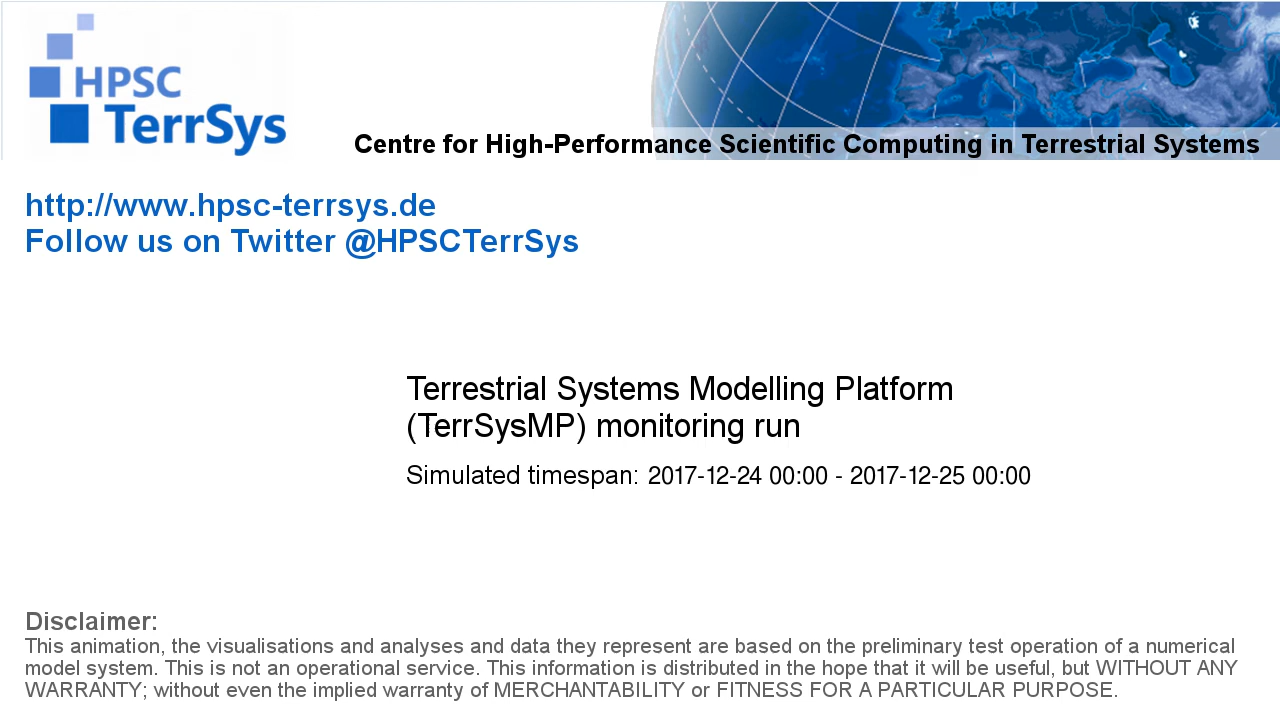 HPSC
TerrSys
Centre for High-Performance Scientific Computing in Terrestrial Systems
http://www.hpsc-terrsys.de
Follow us on Twitter @HPSCTerrSys
Terrestrial Systems Modelling Platform
(TerrSysMP) monitoring run
Simulated timespan: 2017-12-24 00:00 - 2017-12-25 00:00
Disclaimer:
This animation, the visualisations and analyses and data they represent are based on the preliminary test operation of a numerical
model system. This is not an operational service. This information is distributed in the hope that it will be useful, but WITHOUT ANY
WARRANTY; without even the implied warranty of MERCHANTABILITY or FITNESS FOR A PARTICULAR PURPOSE.